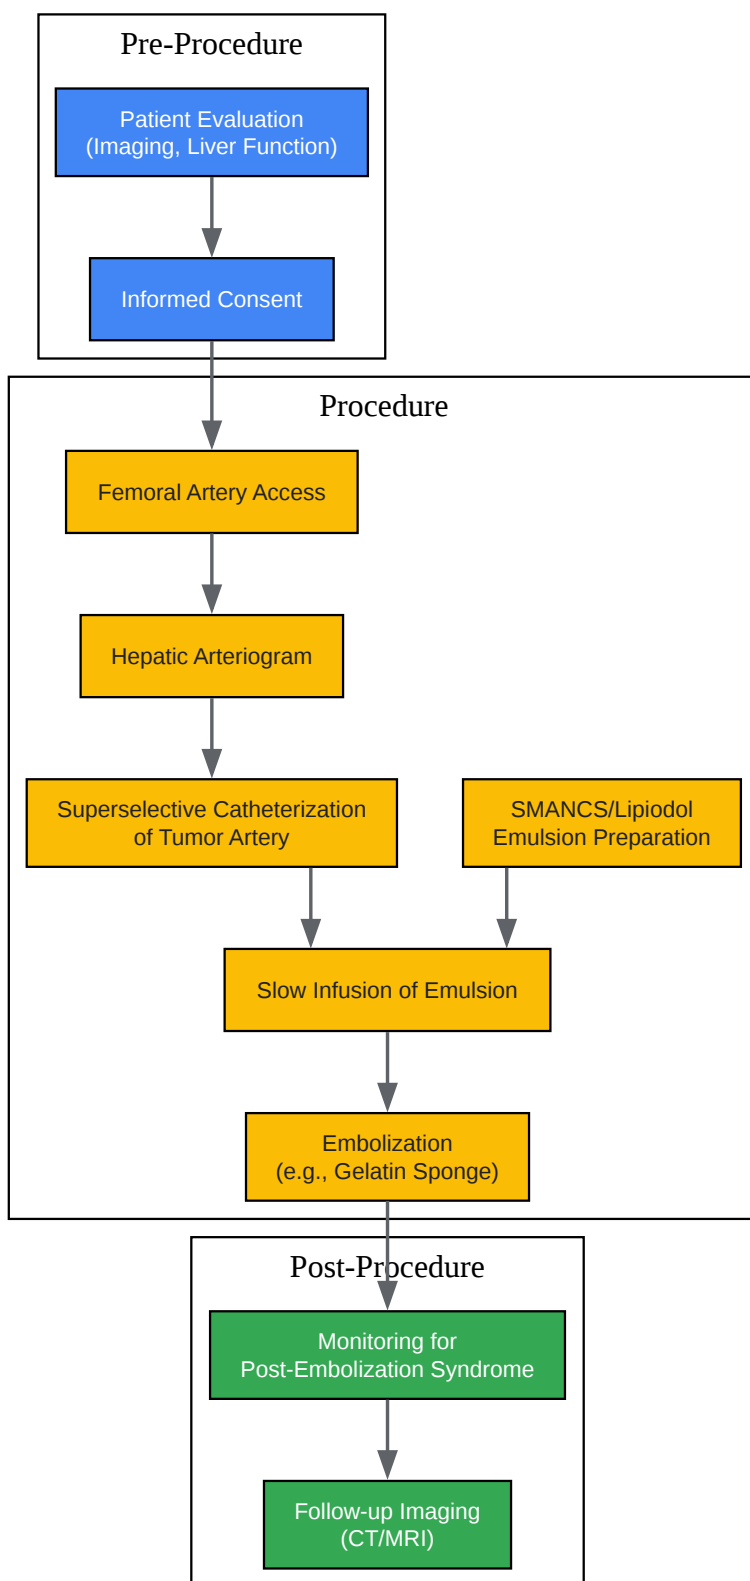 Pre-Procedure
Patient Evaluation
(Imaging, Liver Function)
Informed Consent
Procedure
Femoral Artery Access
Hepatic Arteriogram
Superselective Catheterization
of Tumor Artery
SMANCS/Lipiodol
Emulsion Preparation
Slow Infusion of Emulsion
Embolization
(e.g., Gelatin Sponge)
Post-Procedure
Monitoring for
Post-Embolization Syndrome
Follow-up Imaging
(CT/MRI)